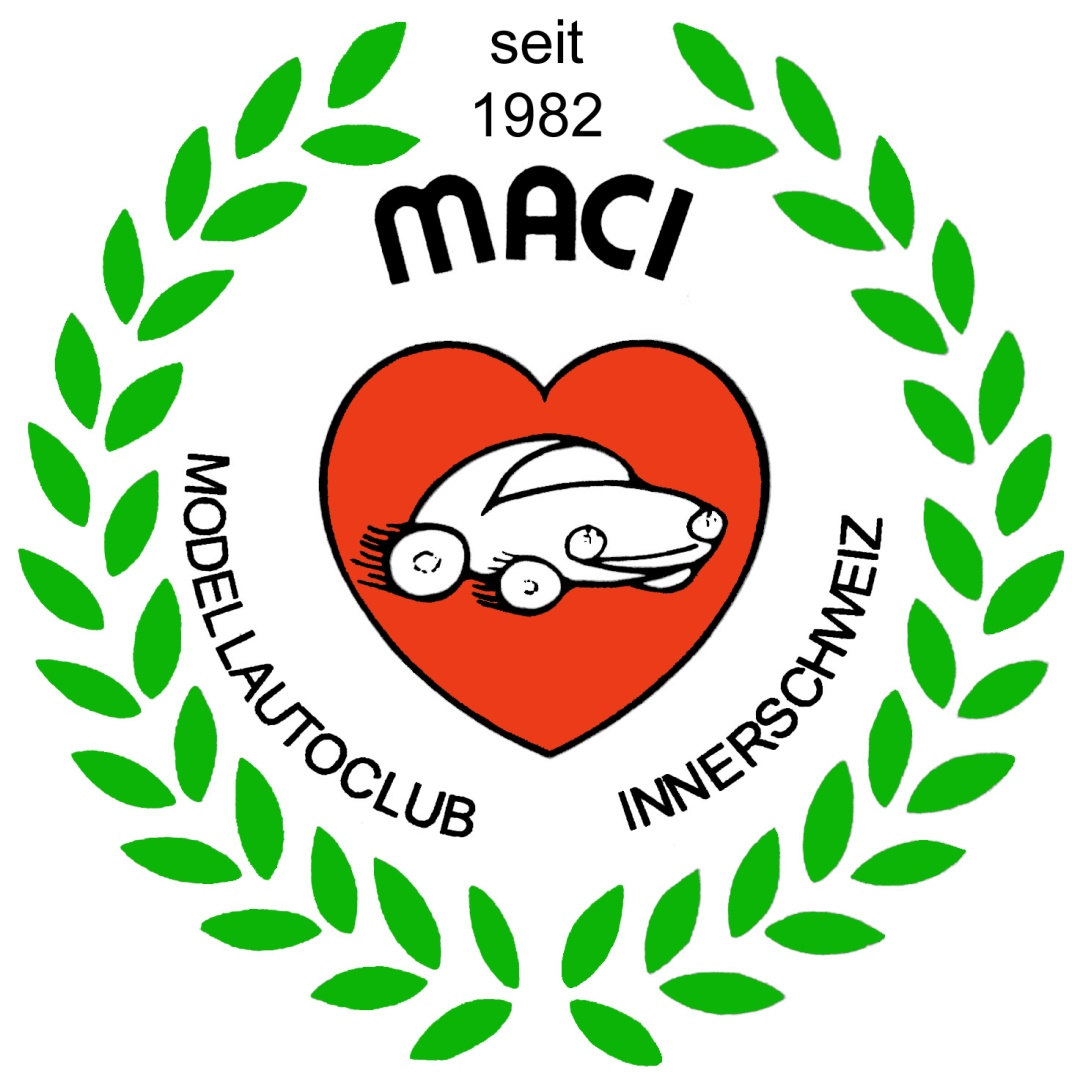 seit
1982
MACI
MODELLAUTOCLUB
INNERSCHWEIZ